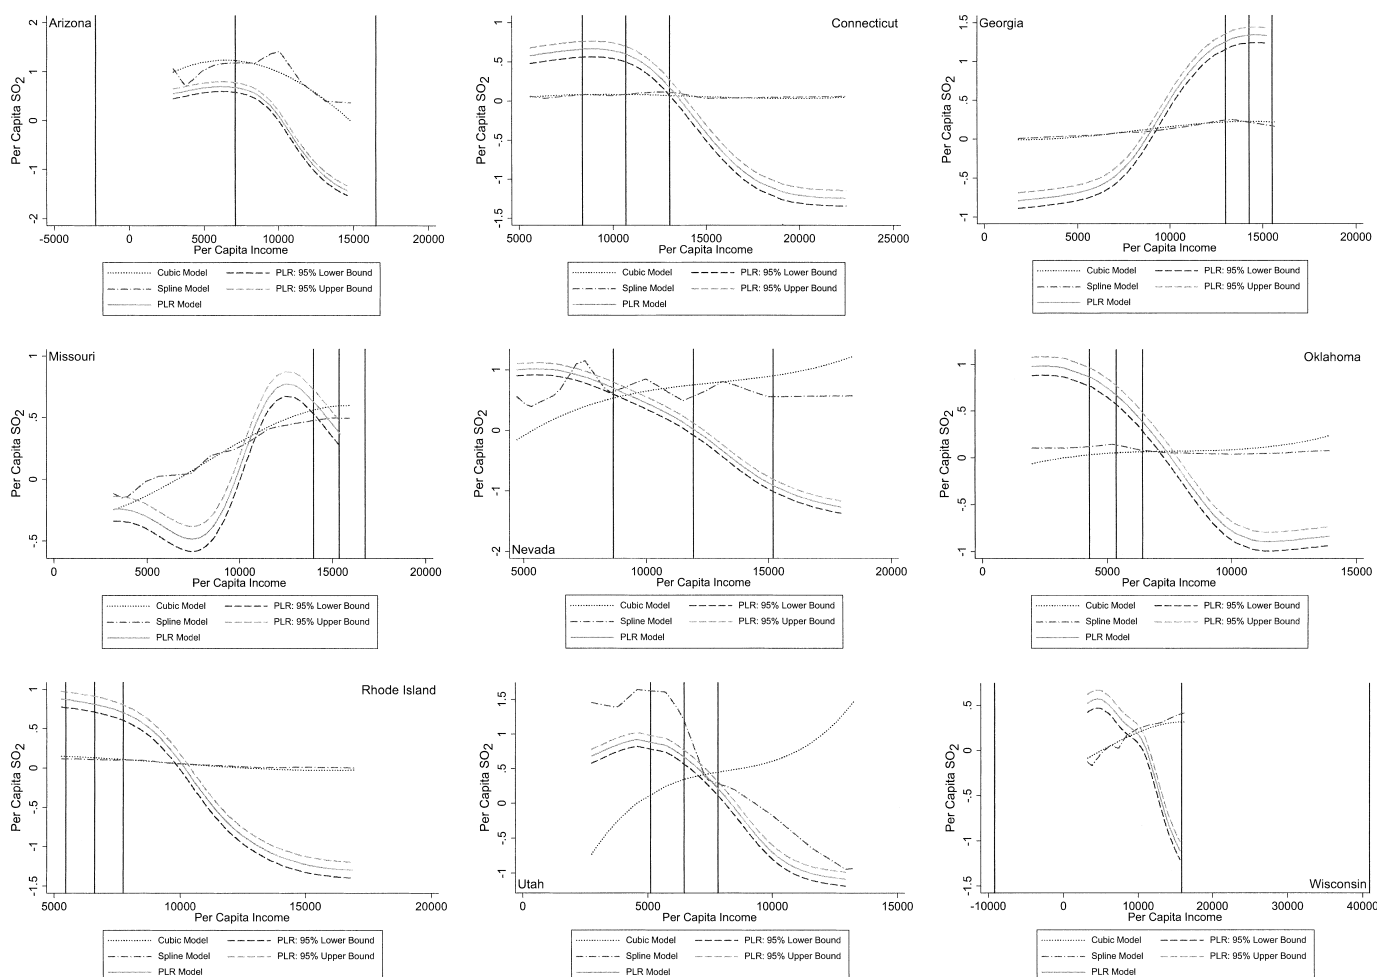 Arizona
Per Capita SO2
2
1
0
-1
-2
-5000 0 5000 10000 15000 20000
Per Capita Income
Cubic Model PLR: 95% Lower Bound
Spline Model PLR: 95% Upper Bound
PLR Model
Connecticut
Per Capita SO2
1
.5
0
-.5
-1
-1.5
5000 10000 15000 20000 25000
Per Capita Income
Cubic Model PLR: 95% Lower Bound
Spline Model PLR: 95% Upper Bound
PLR Model
Georgia
Per Capita SO2
1.5
1
.5
0
-.5
-1
0 5000 10000 15000 20000
Per Capita Income
Cubic Model PLR: 95% Lower Bound
Spline Model PLR: 95% Upper Bound
PLR Model
Missouri
Per Capita SO2
1
.5
0
-.5
0 5000 10000 15000 20000
Per Capita Income
Cubic Model PLR: 95% Lower Bound
Spline Model PLR: 95% Upper Bound
PLR Model
Nevada
Per Capita SO2
1
0
-1
-2
5000 10000 15000 20000
Per Capita Income
Cubic Model PLR: 95% Lower Bound
Spline Model PLR: 95% Upper Bound
PLR Model
Oklahoma
Per Capita SO2
1
.5
0
-.5
-1
0 5000 10000 15000
Per Capita Income
Cubic Model PLR: 95% Lower Bound
Spline Model PLR: 95% Upper Bound
PLR Model
Rhode Island
Per Capita SO2
1
.5
0
-.5
-1
-1.5
5000 10000 15000 20000
Per Capita Income
Cubic Model PLR: 95% Lower Bound
Spline Model PLR: 95% Upper Bound
PLR Model
Utah
Per Capita SO2
1.5
1
.5
0
-.5
-1
0 5000 10000 15000
Per Capita Income
Cubic Model PLR: 95% Lower Bound
Spline Model PLR: 95% Upper Bound
PLR Model
Wisconsin
Per Capita SO2
.5
0
-.5
-1
-1.5
-10000 0 10000 20000 30000 40000
Per Capita Income
Cubic Model PLR: 95% Lower Bound
Spline Model PLR: 95% Upper Bound
PLR Model